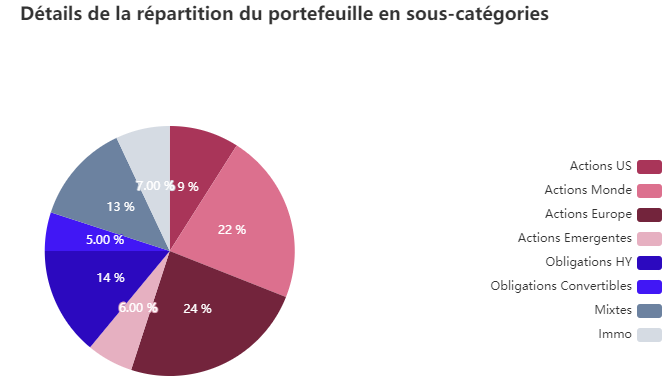 Détails de la répartition du portefeuille en sous-catégories
7.00 %
9 %
13 %
22 %
5.00 %
14 %
6.00 %
24 %
Actions US
Actions Monde
Actions Europe
Actions Emergentes
Obligations HY
Obligations Convertibles
Mixtes
Immo